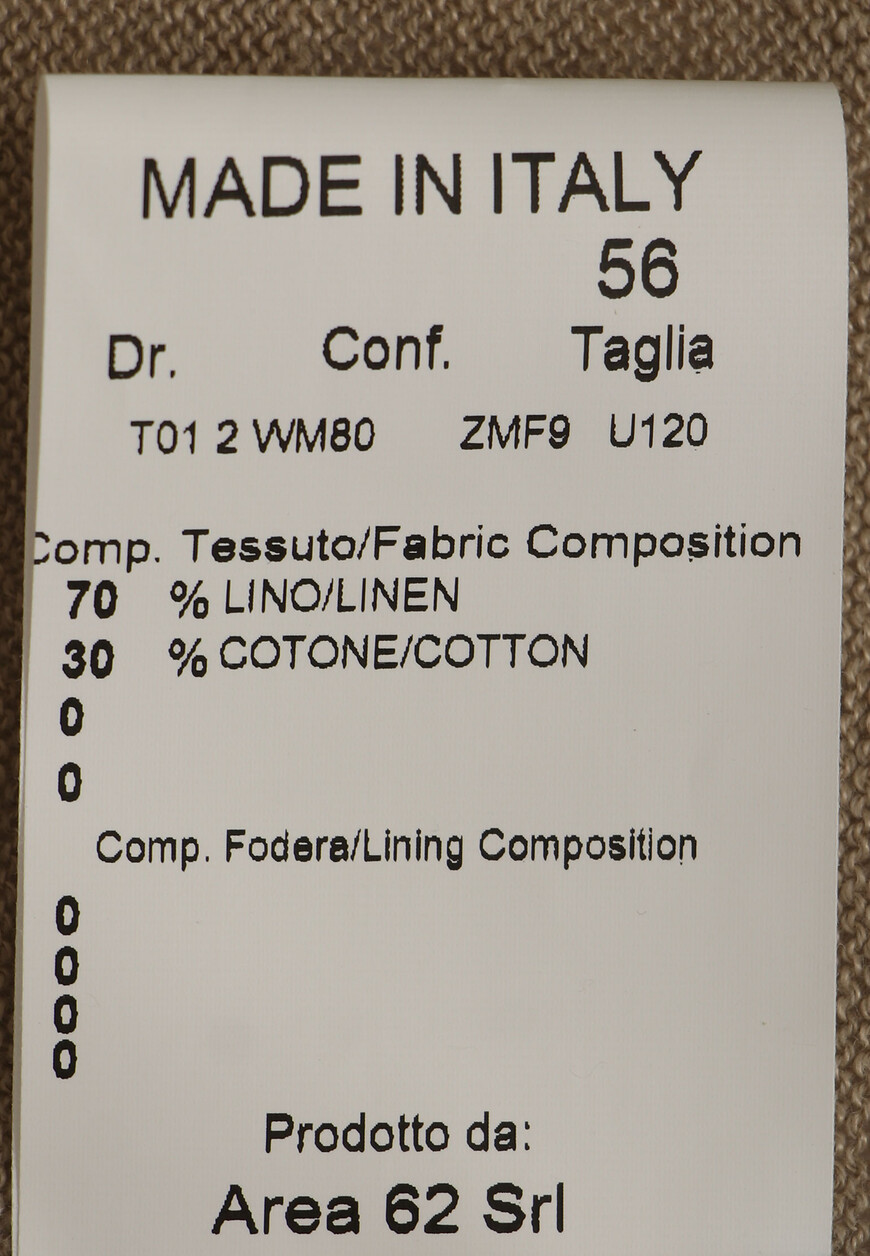 MADE IN ITALY
56
Dr. Conf. Taglia
T01 2 WM80 ZMF9 U120
Comp. Tessuto/Fabric Composition
70 % LINO/LINEN
30 % COTONE/COTTON
0
0
Comp. Fodera/Lining Composition
0
0
0
0
Prodotto da:
Area 62 Srl